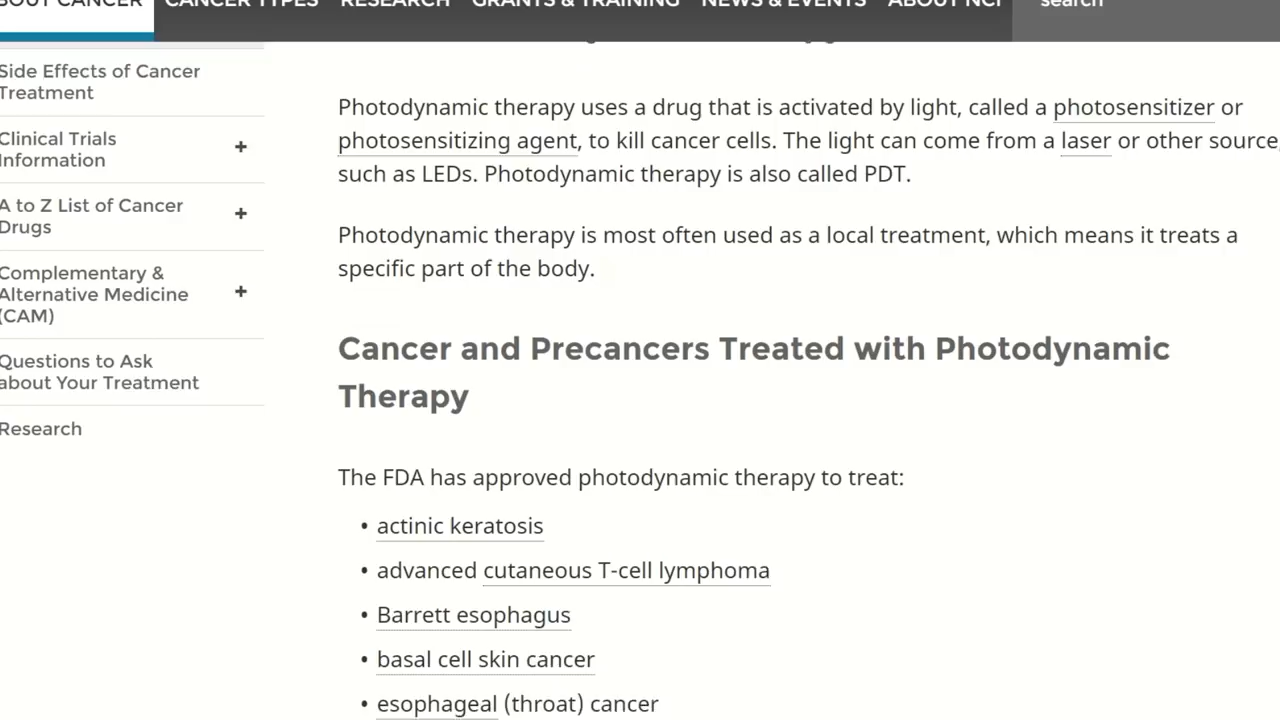 BOUT CANCER CANCER TYPES RESEARCH GRANTS & TRAINING NEWS & EVENTS ABOUT NCI search
Side Effects of Cancer
Treatment
Clinical Trials
Information
+
A to Z List of Cancer
Drugs
+
Complementary &
Alternative Medicine
(CAM)
+
Questions to Ask
about Your Treatment
Research
Photodynamic therapy uses a drug that is activated by light, called a photosensitizer or
photosensitizing agent, to kill cancer cells. The light can come from a laser or other source,
such as LEDs. Photodynamic therapy is also called PDT.
Photodynamic therapy is most often used as a local treatment, which means it treats a
specific part of the body.
Cancer and Precancers Treated with Photodynamic
Therapy
The FDA has approved photodynamic therapy to treat:
• actinic keratosis
• advanced cutaneous T-cell lymphoma
• Barrett esophagus
• basal cell skin cancer
• esophageal (throat) cancer